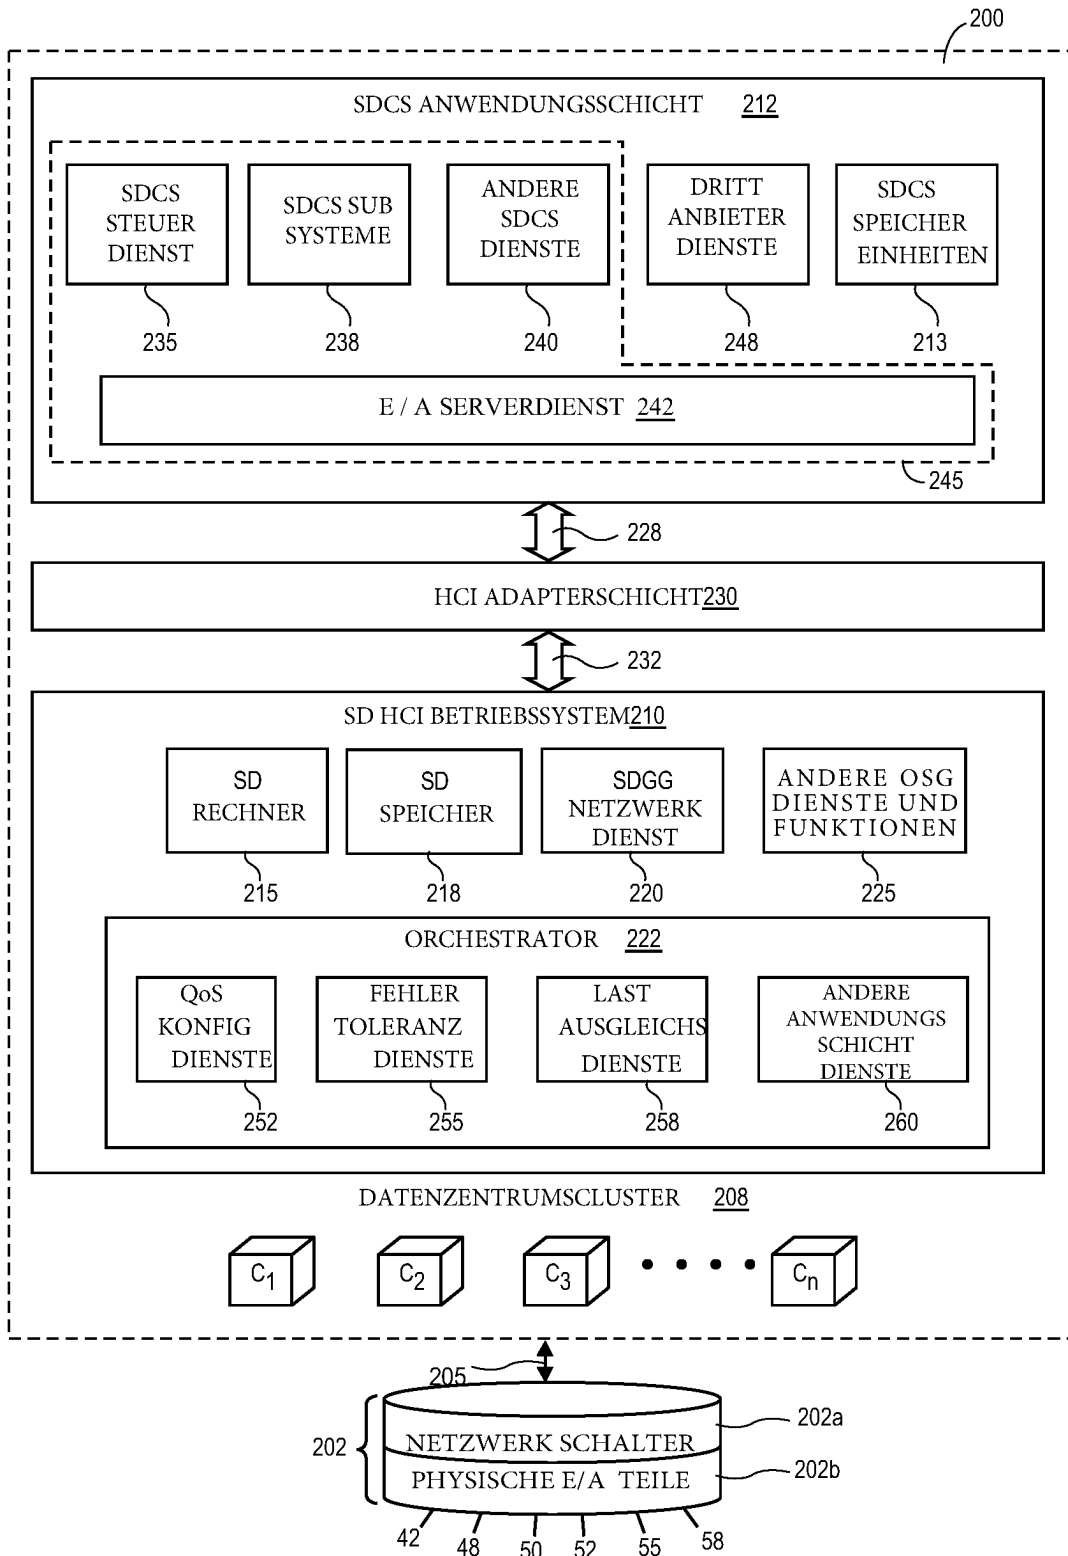 200
SDCS ANWENDUNGSSCHICHT 212
SDCS
STEUER
DIENST
SDCS SUB
SYSTEME
ANDERE
SDCS
DIENSTE
DRITT
ANBIETER
DIENSTE
SDCS
SPEICHER
EINHEITEN
235
238
240
248
213
E / A SERVERDIENST 242
245
228
HCI ADAPTERSCHICHT230
232
SD HCI BETRIEBSSYSTEM210
SD
RECHNER
SD
SPEICHER
SDGG
NETZWERK
DIENST
ANDERE OSG
DIENSTE UND
FUNKTIONEN
215
218
220
225
ORCHESTRATOR 222
QoS
KONFIG
DIENSTE
FEHLER
TOLERANZ
DIENSTE
LAST
AUSGLEICHS
DIENSTE
ANDERE
ANWENDUNGS
SCHICHT
DIENSTE
252
255
258
260
DATENZENTRUMSCLUSTER 208
C1
C2
C3
Cn
205
202
202a
NETZWERK SCHALTER
202b
PHYSISCHE E/A TEILE
42
48
50
52
55
58